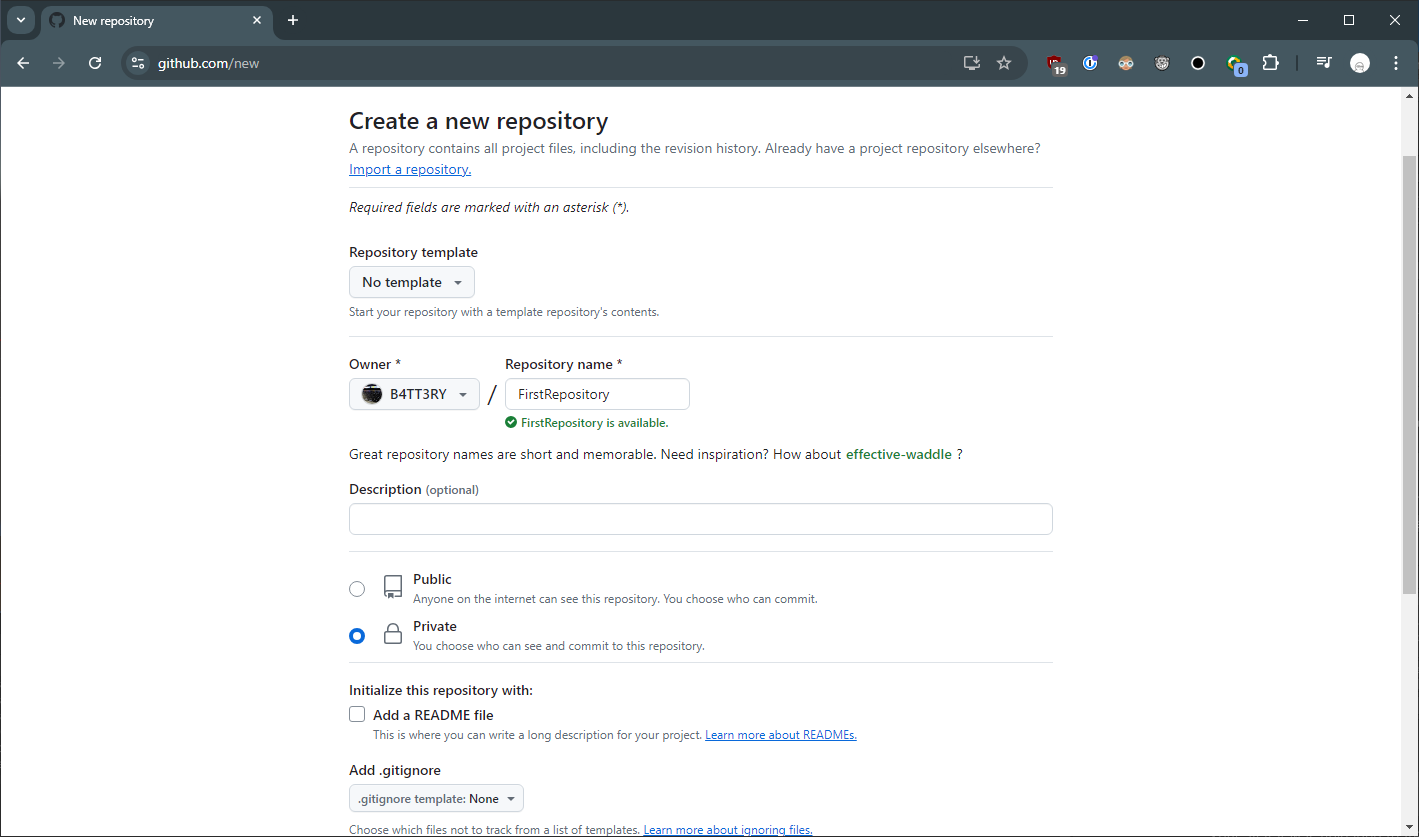 New repository
github.com/new
19
0
Create a new repository
A repository contains all project files, including the revision history. Already have a project repository elsewhere?
Import a repository.
Required fields are marked with an asterisk (*).
Repository template
No template
Start your repository with a template repository's contents.
Owner *
Repository name *
B4TT3RY
/
FirstRepository
FirstRepository is available.
Great repository names are short and memorable. Need inspiration? How about effective-waddle ?
Description (optional)
Public
Anyone on the internet can see this repository. You choose who can commit.
Private
You choose who can see and commit to this repository.
Initialize this repository with:
Add a README file
This is where you can write a long description for your project. Learn more about READMEs.
Add .gitignore
.gitignore template: None
Choose which files not to track from a list of templates. Learn more about ignoring files.